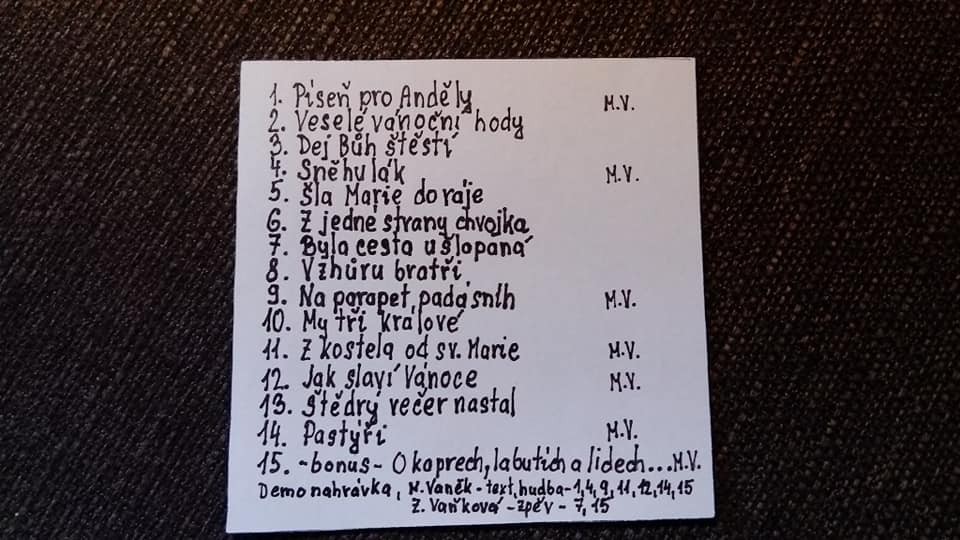 1. Píseň pro Anděly M.V.
2. Veselé vánoční hody
3. Dej Bůh štěstí
4. Sněhulák M.V.
5. Šla Marie do ráje
6. Z jedné strany chvojka
7. Byla cesta ušlapaná
8. Vzhůru bratři
9. Na parapet padá sníh M.V.
10. My tři králové
11. Z kostela od sv. Marie M.V.
12. Jak slaví Vánoce M.V.
13. Štědrý večer nastal
14. Pastýři M.V.
15. -bonus- O kaprech, labutích a lidech...M.V.
Demo nahrávka, M. Vaněk - text, hudba - 1, 4, 9, 11, 12, 14, 15
Z. Vaňková - zpěv - 7, 15